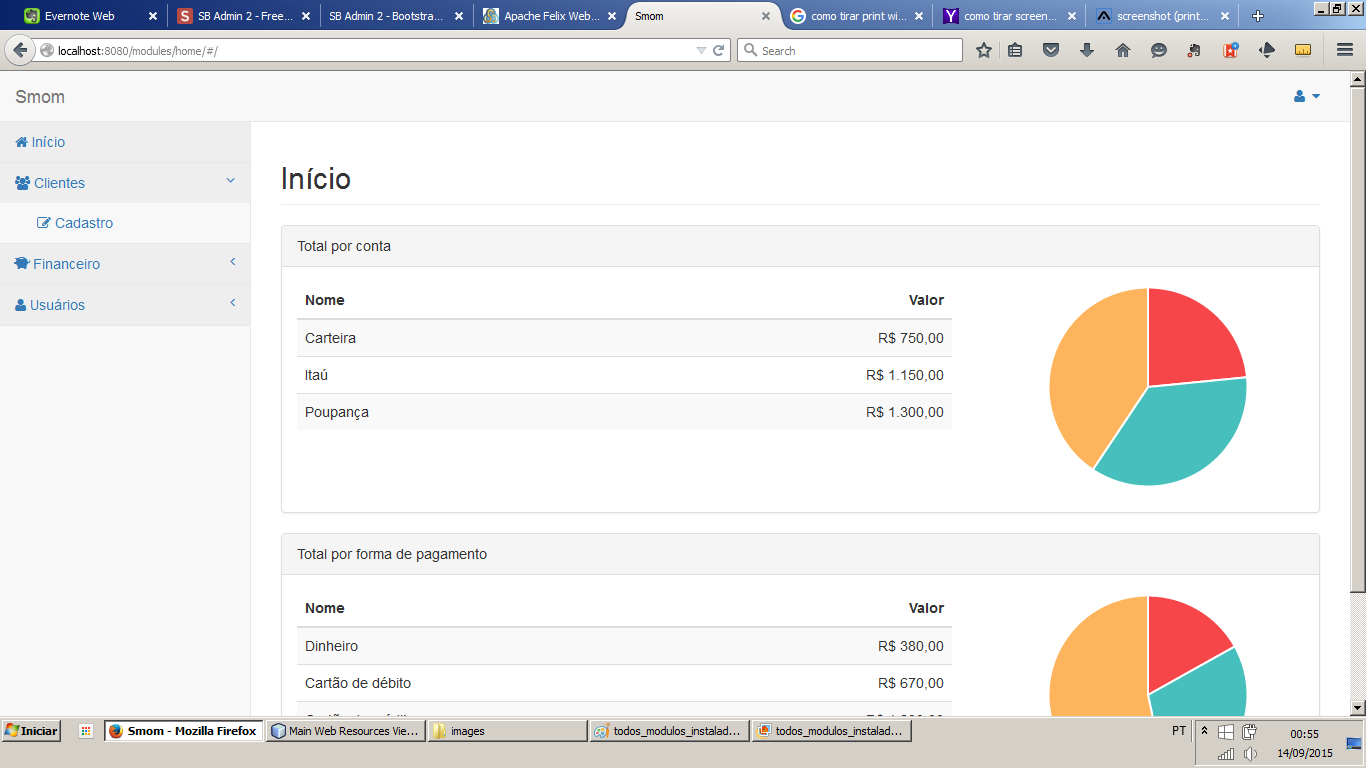 Evernote Web
SB Admin 2 - Free...
SB Admin 2 - Bootstra...
Apache Felix Web...
Smom
como tirar print wi...
como tirar screen...
screenshot (print...
localhost:8080/modules/home/#/
Search
Smom
Início
Clientes
Cadastro
Financeiro
Usuários
Início
Total por conta
Nome Valor
Carteira R$ 750,00
Itaú R$ 1.150,00
Poupança R$ 1.300,00
Total por forma de pagamento
Nome Valor
Dinheiro R$ 380,00
Cartão de débito R$ 670,00
Iniciar
Smom - Mozilla Firefox
Main Web Resources Vie...
images
todos_modulos_instalad...
todos_modulos_instalad...
PT
00:55
14/09/2015